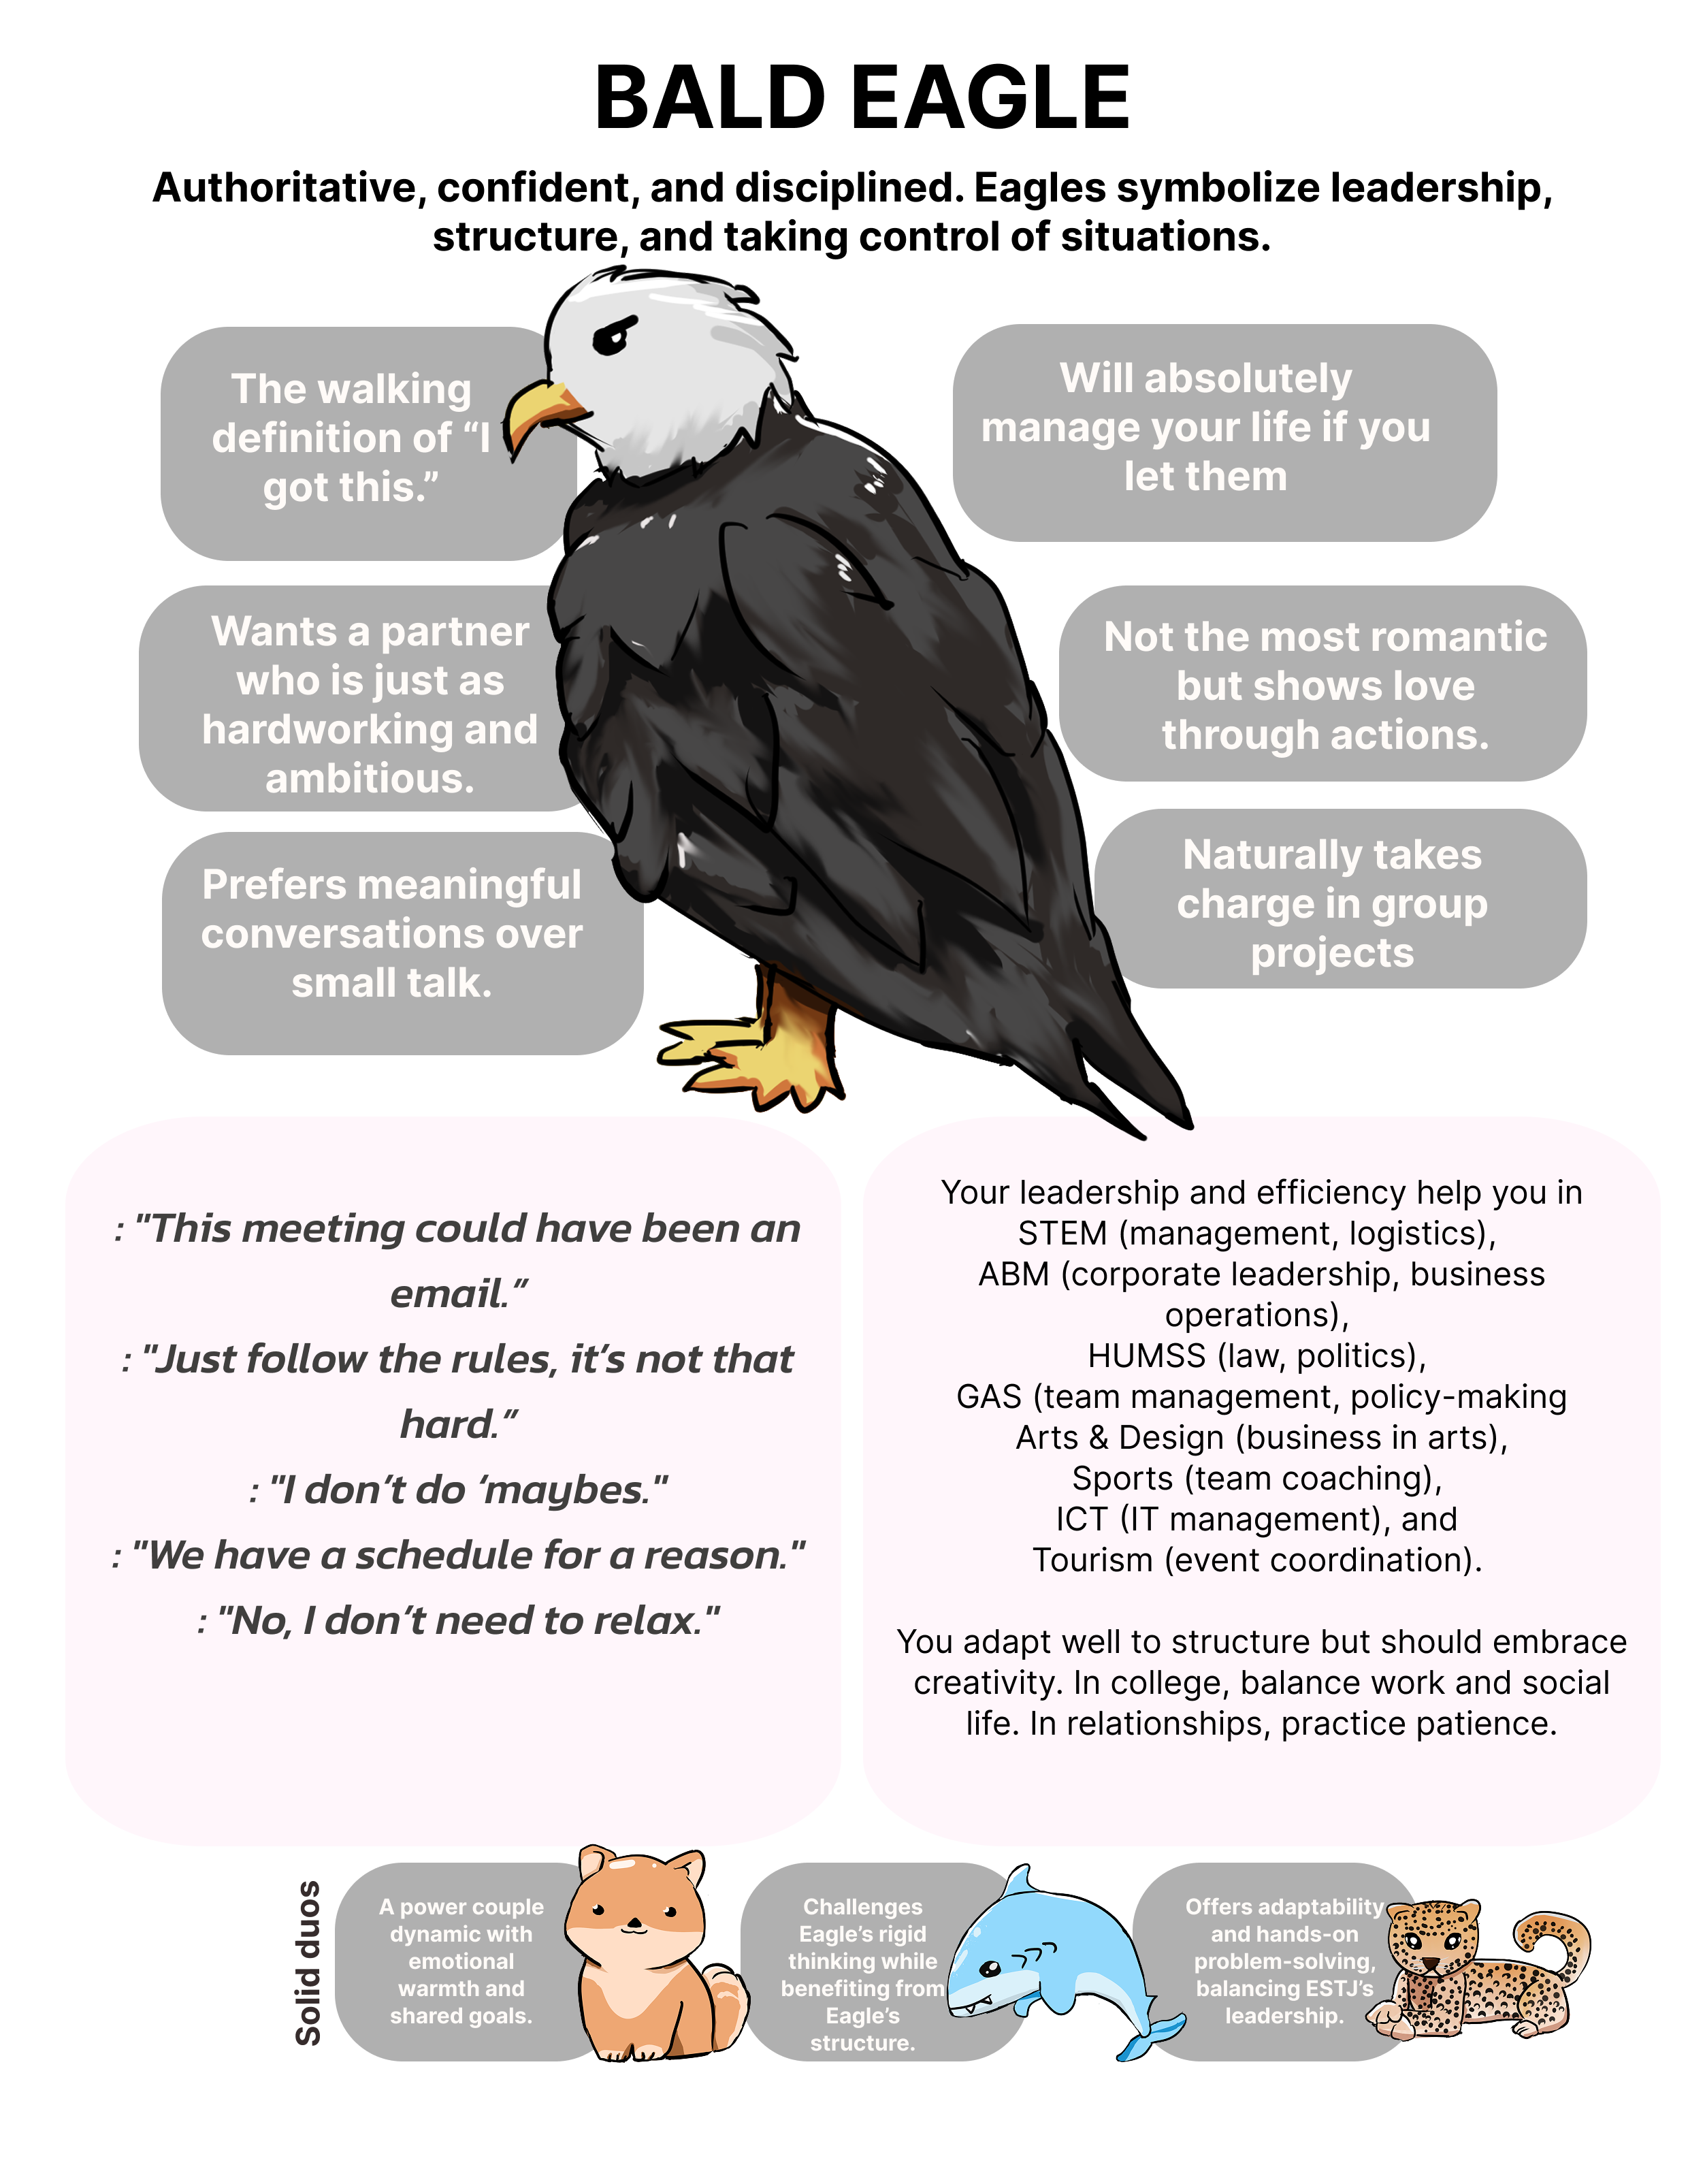 BALD EAGLE
Authoritative, confident, and disciplined. Eagles symbolize leadership,
structure, and taking control of situations.
The walking
definition of “I
got this.”
Will absolutely
manage your life if you
let them
Wants a partner
who is just as
hardworking and
ambitious.
Not the most romantic
but shows love
through actions.
Prefers meaningful
conversations over
small talk.
Naturally takes
charge in group
projects
: "This meeting could have been an
email.”
: "Just follow the rules, it’s not that
hard.”
: "I don’t do ‘maybes."
: "We have a schedule for a reason."
: "No, I don’t need to relax."
Your leadership and efficiency help you in
STEM (management, logistics),
ABM (corporate leadership, business
operations),
HUMSS (law, politics),
GAS (team management, policy-making
Arts & Design (business in arts),
Sports (team coaching),
ICT (IT management), and
Tourism (event coordination).
You adapt well to structure but should embrace
creativity. In college, balance work and social
life. In relationships, practice patience.
Solid duos
A power couple
dynamic with
emotional
warmth and
shared goals.
Challenges
Eagle’s rigid
thinking while
benefiting from
Eagle’s
structure.
Offers adaptability
and hands-on
problem-solving,
balancing ESTJ’s
leadership.